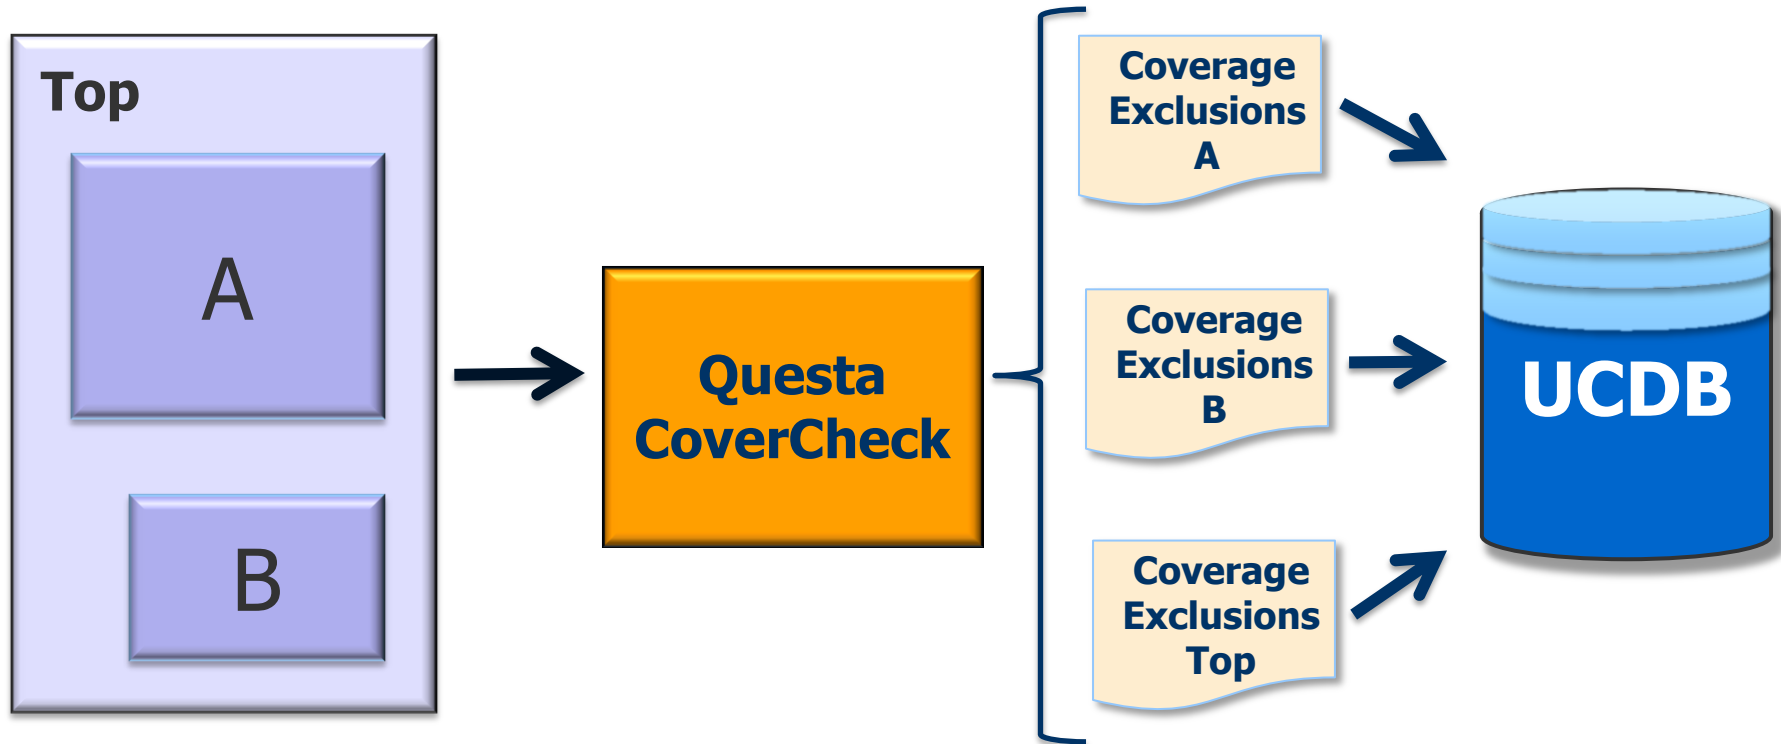 Top
A
B
Questa
CoverCheck
Coverage
Exclusions
A
Coverage
Exclusions
B
Coverage
Exclusions
Top
UCDB